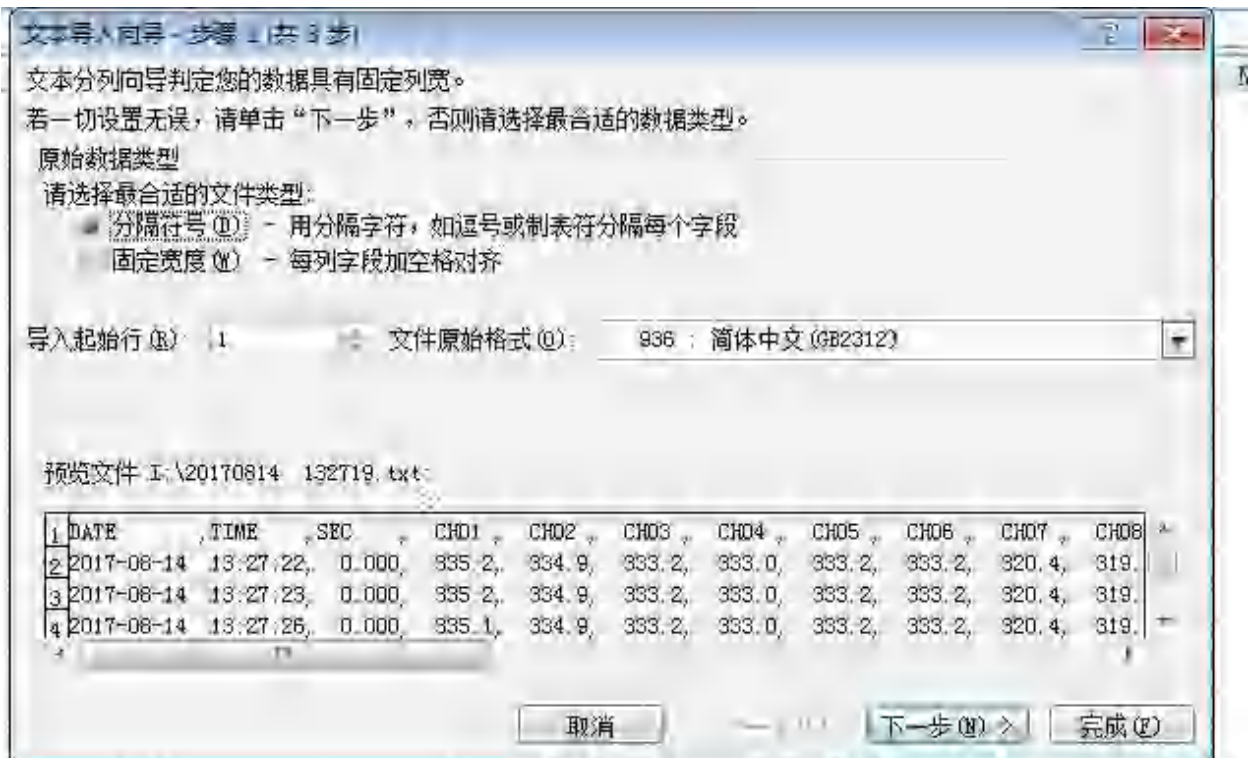 文本导入向导 - 步骤 1 (共 3 步)
文本分列向导判定您的数据具有固定列宽。
若一切设置无误，请单击“下一步”，否则请选择最合适的数据类型。
原始数据类型
请选择最合适的文件类型:
分隔符号(D) - 用分隔字符，如逗号或制表符分隔每个字段
固定宽度(W) - 每列字段加空格对齐
导入起始行(R): 1 文件原始格式(O): 936 : 简体中文(GB2312)
预览文件 I:\20170814 132719.txt:
1 DATE ,TIME ,SEC , CH01 , CH02 , CH03 , CH04 , CH05 , CH06 , CH07 , CH08
2 2017-08-14 13:27:22, 0.000, 335.2, 334.9, 333.2, 333.0, 333.2, 333.2, 320.4, 319.
3 2017-08-14 13:27:23, 0.000, 335.2, 334.9, 333.2, 333.0, 333.2, 333.2, 320.4, 319.
4 2017-08-14 13:27:26, 0.000, 335.1, 334.9, 333.2, 333.0, 333.2, 333.2, 320.4, 319.
取消 下一步(N) > 完成(F)